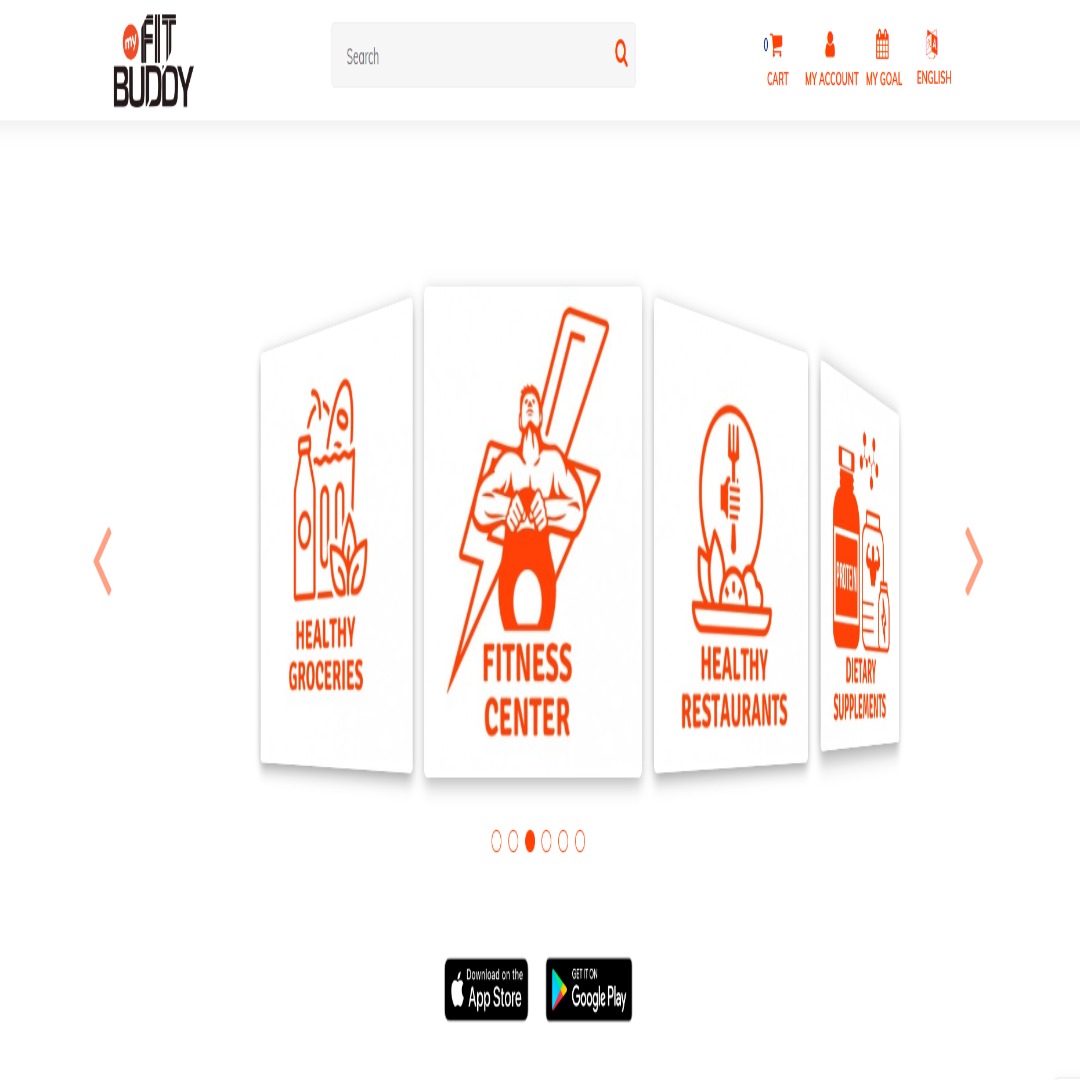 my FIT
BUDDY
Search
0
CART
MY ACCOUNT
MY GOAL
ENGLISH
HEALTHY
GROCERIES
FITNESS
CENTER
HEALTHY
RESTAURANTS
PROTEIN
DIETARY
SUPPLEMENTS
Download on the
App Store
GET IT ON
Google Play